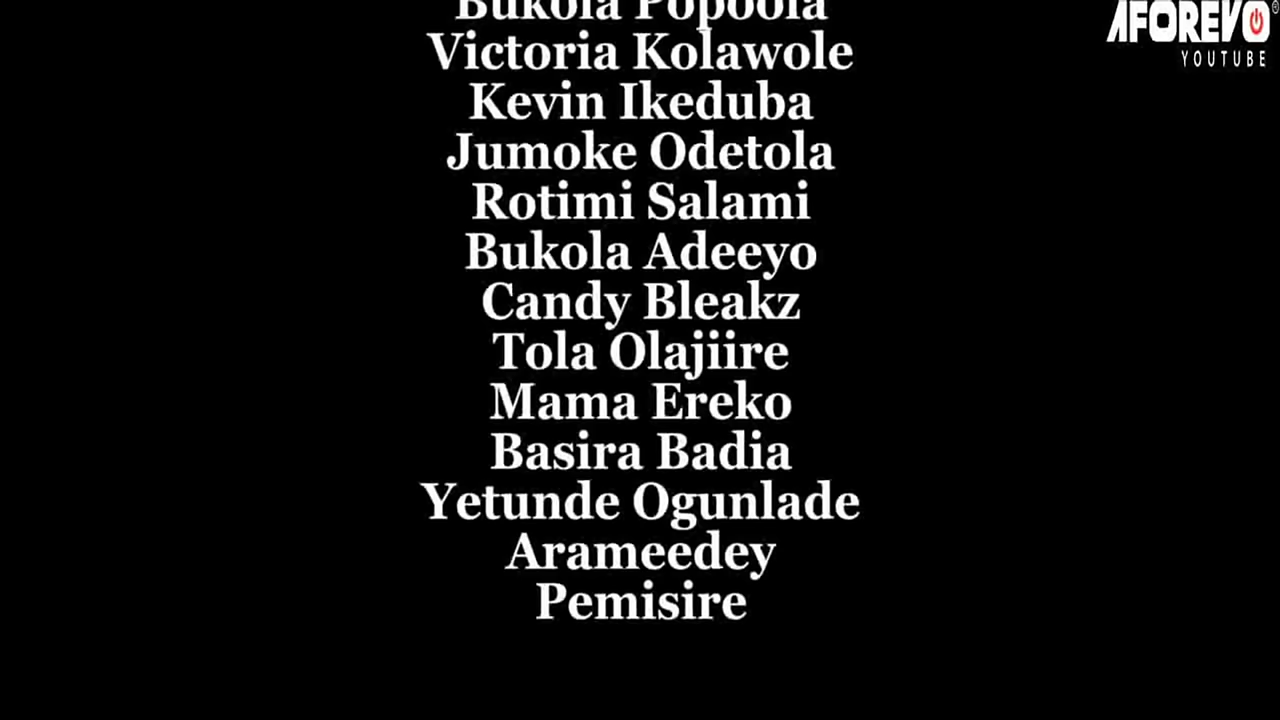 Bukola Popoola
Victoria Kolawole
Kevin Ikeduba
Jumoke Odetola
Rotimi Salami
Bukola Adeeyo
Candy Bleakz
Tola Olajiire
Mama Ereko
Basira Badia
Yetunde Ogunlade
Arameedey
Pemisire
AFOREVO
YOUTUBE